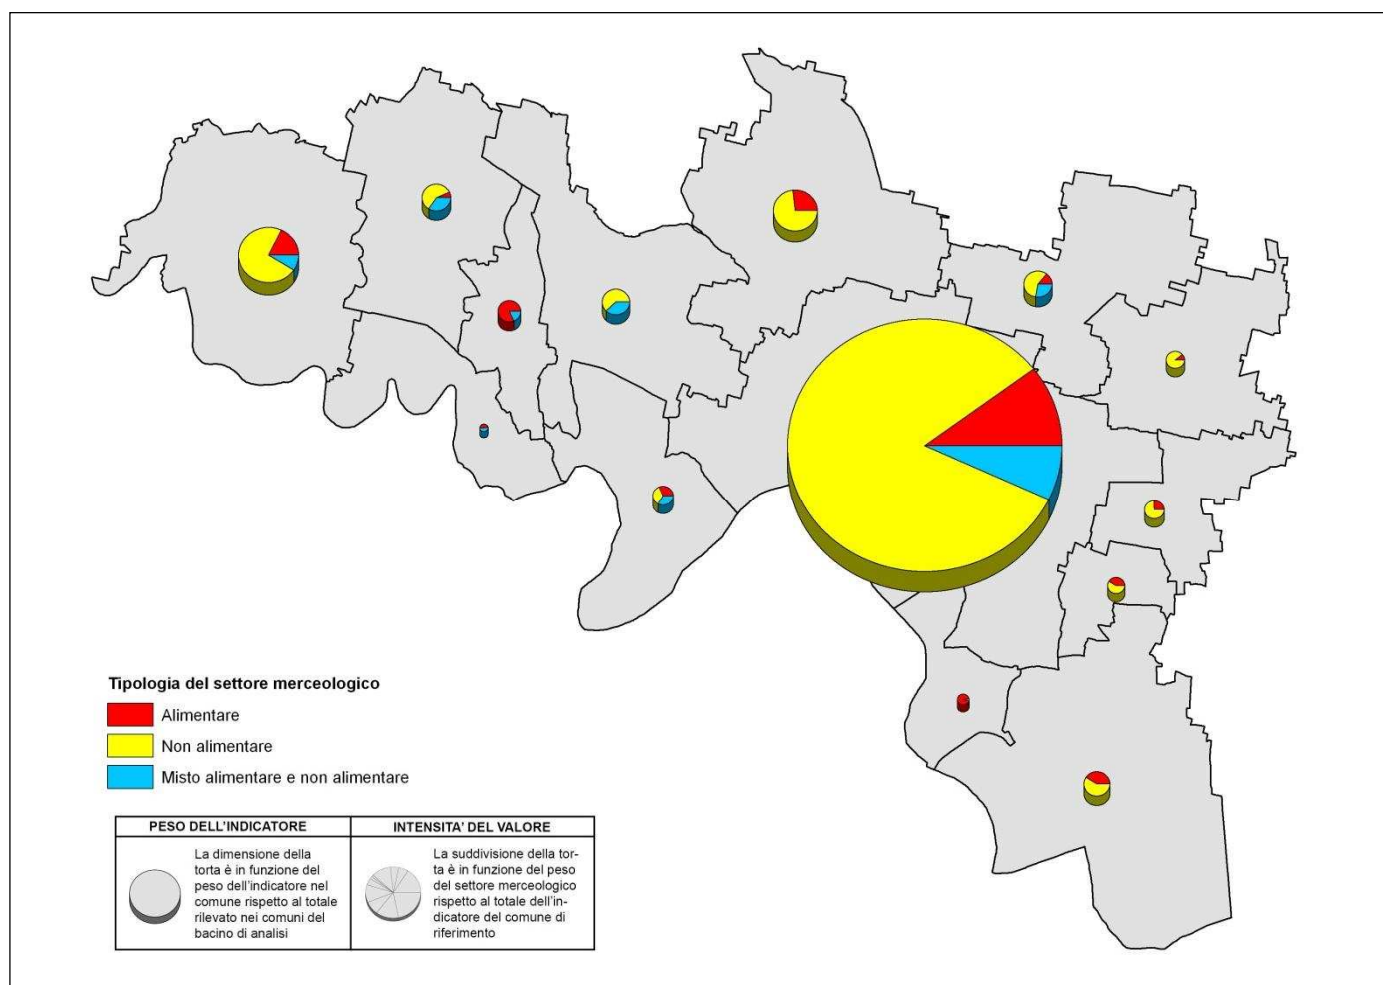 Tipologia del settore merceologico
Alimentare
Non alimentare
Misto alimentare e non alimentare
PESO DELL'INDICATORE
La dimensione della
torta è in funzione del
peso dell'indicatore nel
comune rispetto al totale
rilevato nei comuni del
bacino di analisi
INTENSITA' DEL VALORE
La suddivisione della tor-
ta è in funzione del peso
del settore merceologico
rispetto al totale dell'in-
dicatore del comune di
riferimento